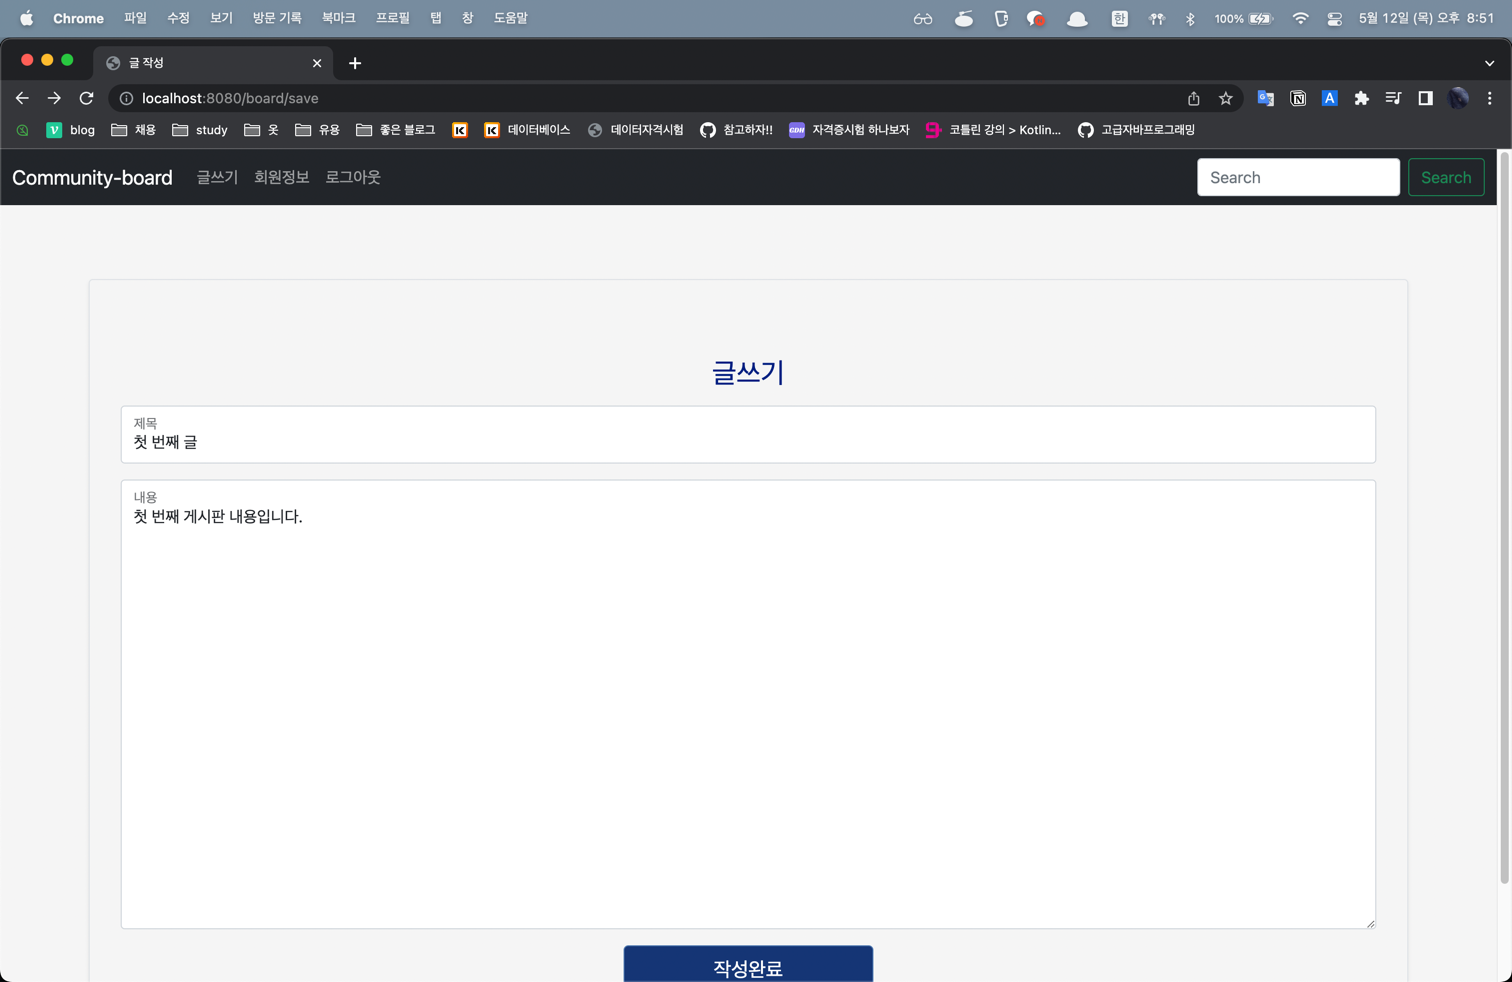 Chrome 파일 수정 보기 방문 기록 북마크 프로필 탭 창 도움말 한 100% 5월 12일 (목) 오후 8:51
글 작성
localhost:8080/board/save
blog 채용 study 옷 유용 좋은 블로그 데이터베이스 데이터자격시험 참고하자!! 자격증시험 하나보자 코틀린 강의 > Kotlin... 고급자바프로그래밍
Community-board 글쓰기 회원정보 로그아웃 Search Search
글쓰기
제목
첫 번째 글
내용
첫 번째 게시판 내용입니다.
작성완료